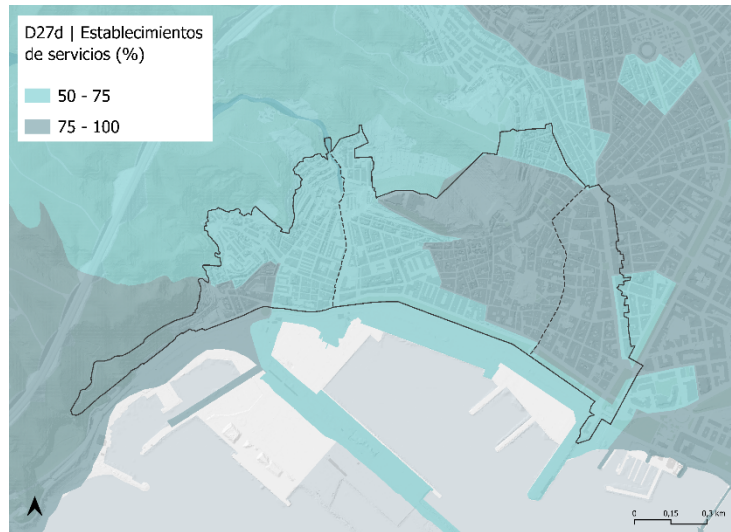 D27d | Establecimientos
de servicios (%)
50 - 75
75 - 100
0 0,15 0,3 km